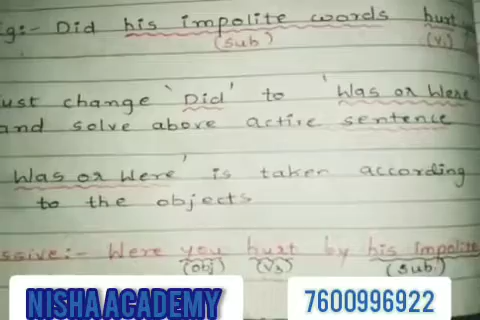 g:- Did his impolite words hurt
(sub) (V₁)
ust change 'Did' to 'Was or Were'
and solve above active sentence
Was or Were' is taken according
to the objects
ssive:- Were you hurt by his impolite
(obj) (V₃) (sub)
NISHA ACADEMY 7600996922